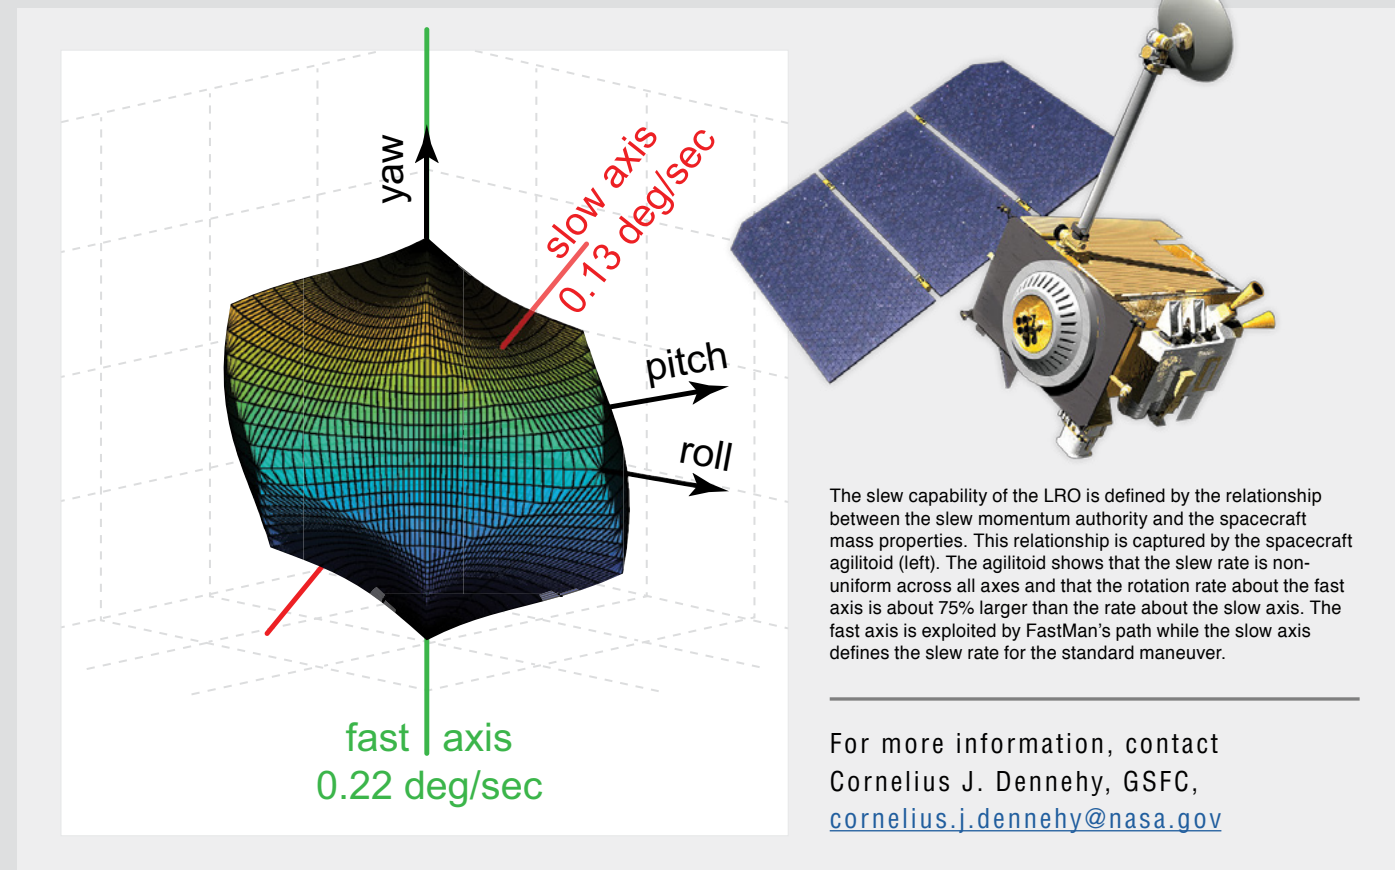 yaw
slow axis
0.13 deg/sec
pitch
roll
fast axis
0.22 deg/sec
The slew capability of the LRO is defined by the relationship
between the slew momentum authority and the spacecraft
mass properties. This relationship is captured by the spacecraft
agilitoid (left). The agilitoid shows that the slew rate is non-
uniform across all axes and that the rotation rate about the fast
axis is about 75% larger than the rate about the slow axis. The
fast axis is exploited by FastMan's path while the slow axis
defines the slew rate for the standard maneuver.
For more information, contact
Cornelius J. Dennehy, GSFC,
cornelius.j.dennehy@nasa.gov